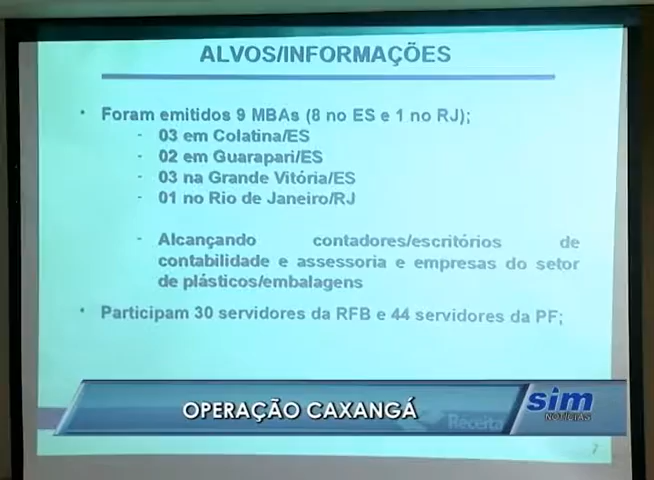 ALVOS/INFORMAÇÕES
• Foram emitidos 9 MBAs (8 no ES e 1 no RJ);
- 03 em Colatina/ES
- 02 em Guarapari/ES
- 03 na Grande Vitória/ES
- 01 no Rio de Janeiro/RJ
- Alcançando contadores/escritórios de
contabilidade e assessoria e empresas do setor
de plásticos/embalagens
• Participam 30 servidores da RFB e 44 servidores da PF;
OPERAÇÃO CAXANGÁ
sim
NOTÍCIAS
Receita
7